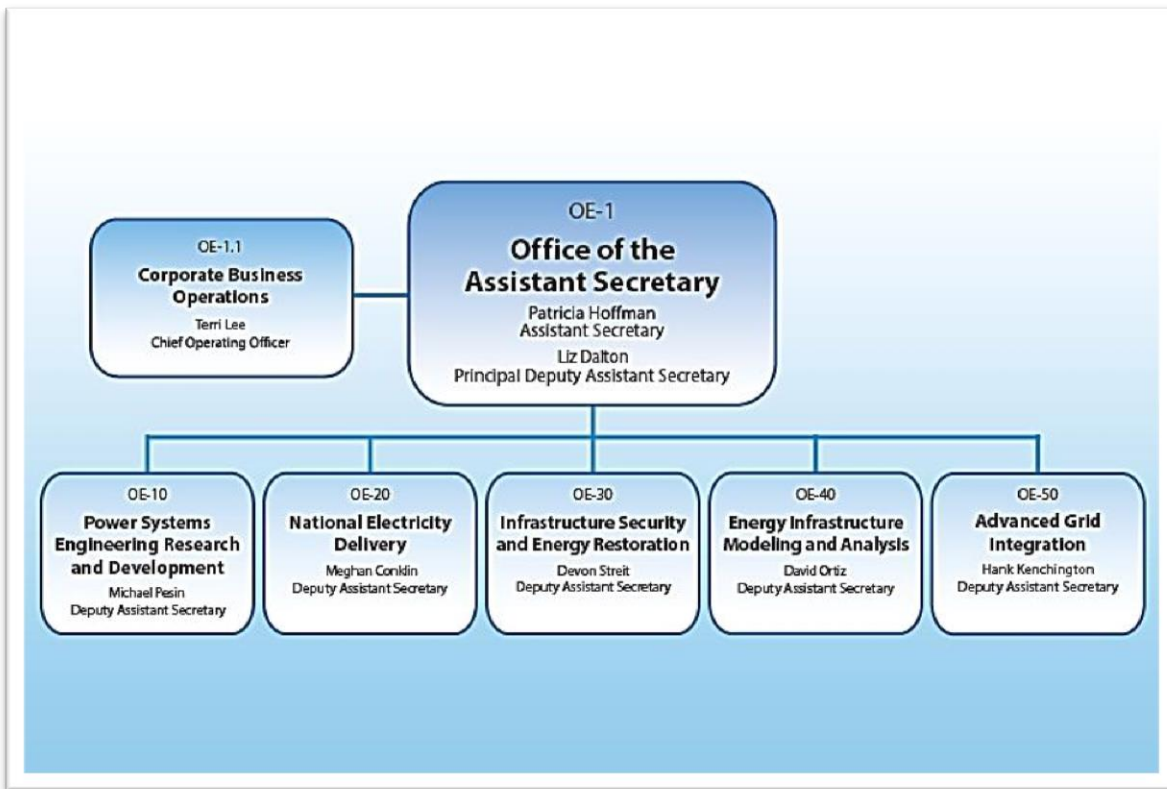 OE-1
Office of the
Assistant Secretary
Patricia Hoffman
Assistant Secretary
Liz Dalton
Principal Deputy Assistant Secretary
OE-1.1
Corporate Business
Operations
Terri Lee
Chief Operating Officer
OE-10
Power Systems
Engineering Research
and Development
Michael Pesin
Deputy Assistant Secretary
OE-20
National Electricity
Delivery
Meghan Conklin
Deputy Assistant Secretary
OE-30
Infrastructure Security
and Energy Restoration
Devon Streit
Deputy Assistant Secretary
OE-40
Energy Infrastructure
Modeling and Analysis
David Ortiz
Deputy Assistant Secretary
OE-50
Advanced Grid
Integration
Hank Kenchington
Deputy Assistant Secretary